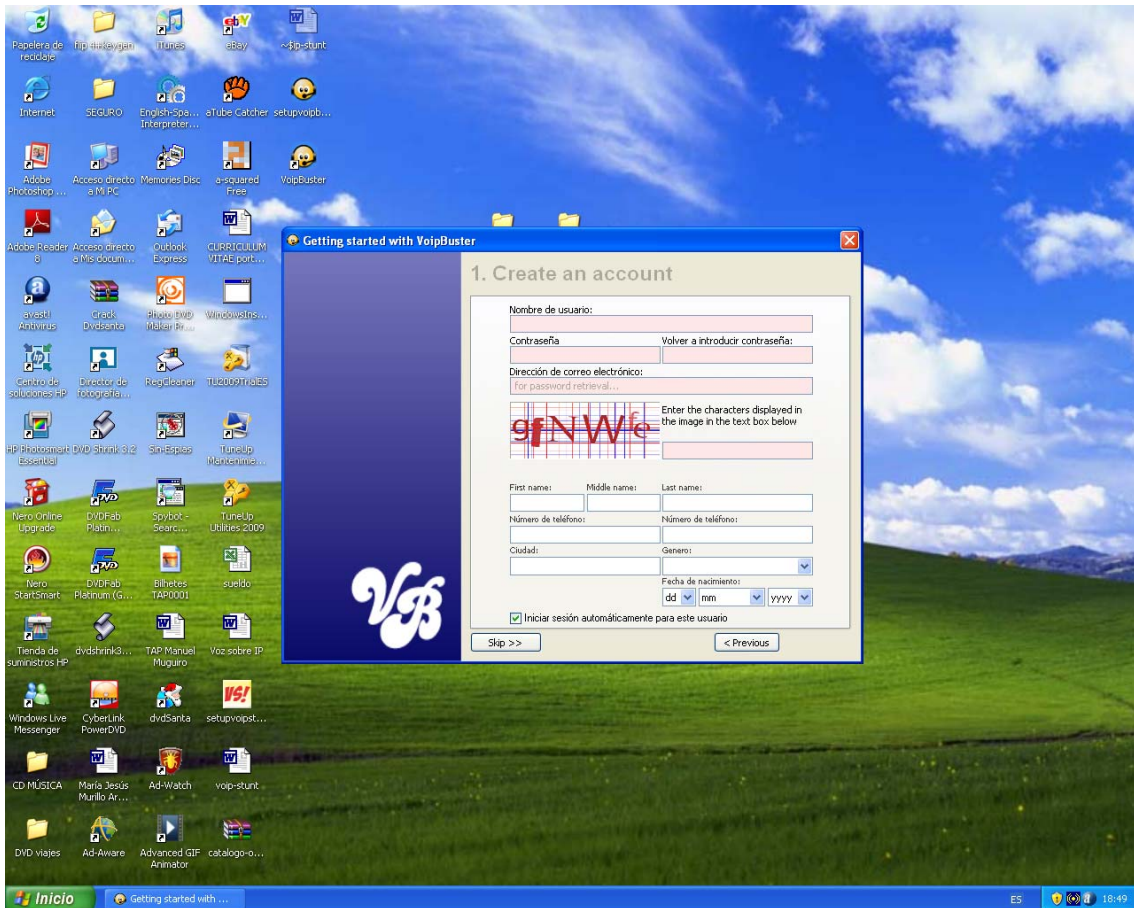 Papelera de reciclaje
flip 4++keygen
iTunes
eBay
~$ip-stunt
Internet
SEGURO
English-Spa... Interpreter...
aTube Catcher
setupvoipb...
Adobe Photoshop ...
Acceso directo a Mi PC
Memories Disc
a-squared Free
VoipBuster
Adobe Reader 8
Acceso directo a Mis docum...
Outlook Express
CURRICULUM VITAE port...
avast! Antivirus
Crack Dvdsanta
Photo DVD Maker Pr...
WindowsIns...
Centro de soluciones HP
Director de fotografía...
RegCleaner
TU2009TrialES
HP Photosmart Essential
DVD Shrink 3.2
Sin-Espias
TuneUp Mantenimie...
Nero Online Upgrade
DVDFab Platin...
Spybot - Searc...
TuneUp Utilities 2009
Nero StartSmart
DVDFab Platinum (G...
Bilhetes TAP0001
sueldo
Tienda de suministros HP
dvdshrink3...
TAP Manuel Muguiro
Voz sobre IP
Windows Live Messenger
CyberLink PowerDVD
dvdSanta
VS!
setupvoipst...
CD MÚSICA
María Jesús Murillo Ar...
Ad-Watch
voip-stunt
DVD viajes
Ad-Aware
Advanced GIF Animator
catalogo-o...
Getting started with VoipBuster
1. Create an account
Nombre de usuario:
Contraseña
Volver a introducir contraseña:
Dirección de correo electrónico:
for password retrieval...
gfNWfe
Enter the characters displayed in
the image in the text box below
First name:
Middle name:
Last name:
Número de teléfono:
Número de teléfono:
Ciudad:
Genero:
Fecha de nacimiento:
dd mm yyyy
Iniciar sesión automáticamente para este usuario
VB
Skip >>
< Previous
Inicio
Getting started with ...
ES
18:49